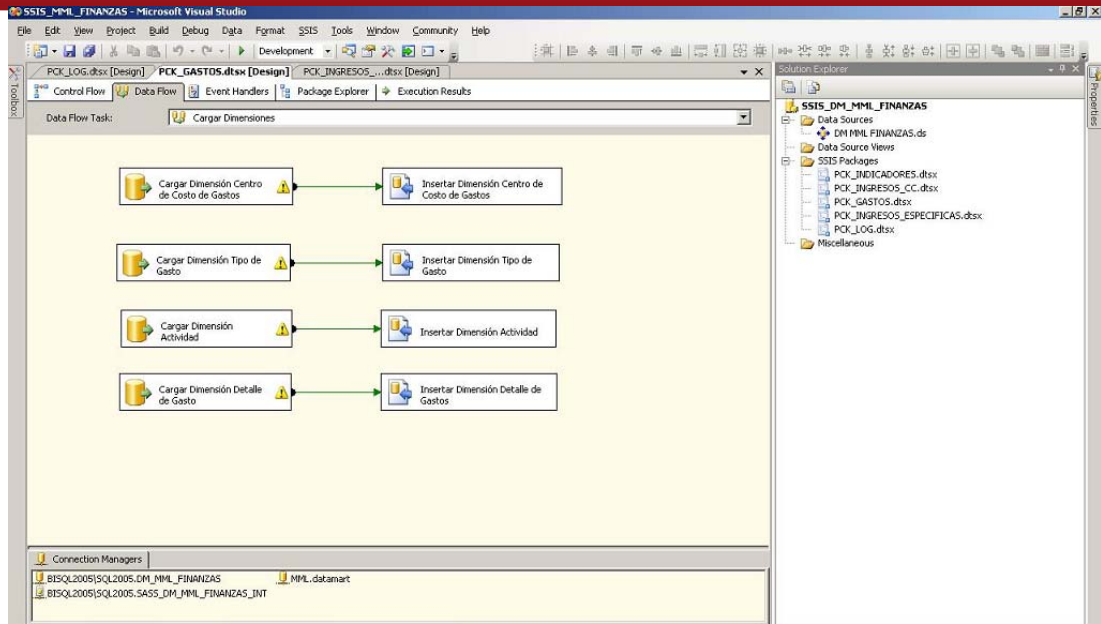 SSIS_MML_FINANZAS - Microsoft Visual Studio
File Edit View Project Build Debug Data Format SSIS Tools Window Community Help
Development
PCK_LOG.dtsx [Design] PCK_GASTOS.dtsx [Design] PCK_INGRESOS_...dtsx [Design]
Control Flow Data Flow Event Handlers Package Explorer Execution Results
Data Flow Task: Cargar Dimensiones
Toolbox
Cargar Dimensión Centro
de Costo de Gastos
Insertar Dimensión Centro de
Costo de Gastos
Cargar Dimensión Tipo de
Gasto
Insertar Dimensión Tipo de
Gasto
Cargar Dimensión
Actividad
Insertar Dimensión Actividad
Cargar Dimensión Detalle
de Gasto
Insertar Dimensión Detalle de
Gastos
Connection Managers
BISQL2005\SQL2005.DM_MML_FINANZAS MML.datamart
BISQL2005\SQL2005.SASS_DM_MML_FINANZAS_INT
Solution Explorer
SSIS_DM_MML_FINANZAS
Data Sources
DM MML FINANZAS.ds
Data Source Views
SSIS Packages
PCK_INDICADORES.dtsx
PCK_INGRESOS_CC.dtsx
PCK_GASTOS.dtsx
PCK_INGRESOS_ESPECIFICAS.dtsx
PCK_LOG.dtsx
Miscellaneous
Properties